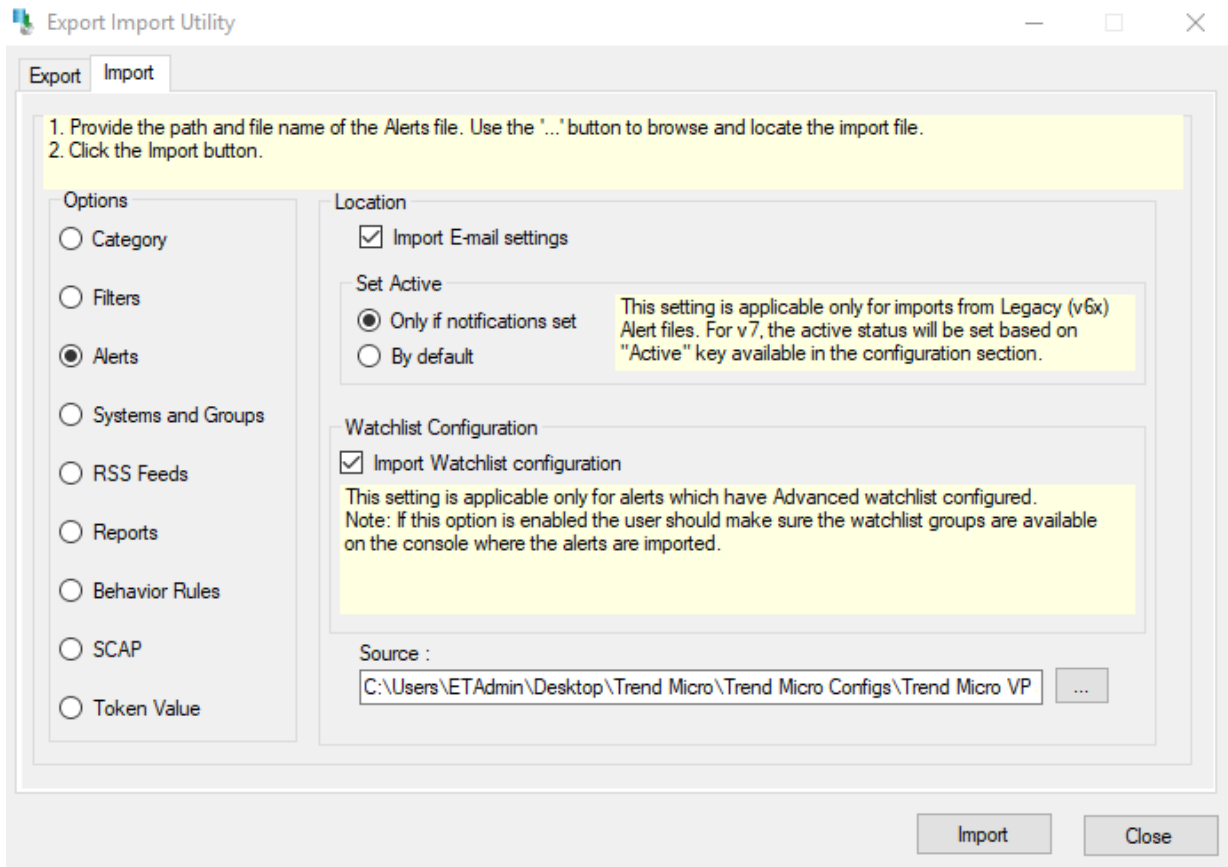 Export Import Utility
Export Import
1. Provide the path and file name of the Alerts file. Use the '...' button to browse and locate the import file.
2. Click the Import button.
Options
Category
Filters
Alerts
Systems and Groups
RSS Feeds
Reports
Behavior Rules
SCAP
Token Value
Location
Import E-mail settings
Set Active
Only if notifications set
By default
This setting is applicable only for imports from Legacy (v6x)
Alert files. For v7, the active status will be set based on
"Active" key available in the configuration section.
Watchlist Configuration
Import Watchlist configuration
This setting is applicable only for alerts which have Advanced watchlist configured.
Note: If this option is enabled the user should make sure the watchlist groups are available
on the console where the alerts are imported.
Source :
C:\Users\ETAdmin\Desktop\Trend Micro\Trend Micro Configs\Trend Micro VP
...
Import
Close